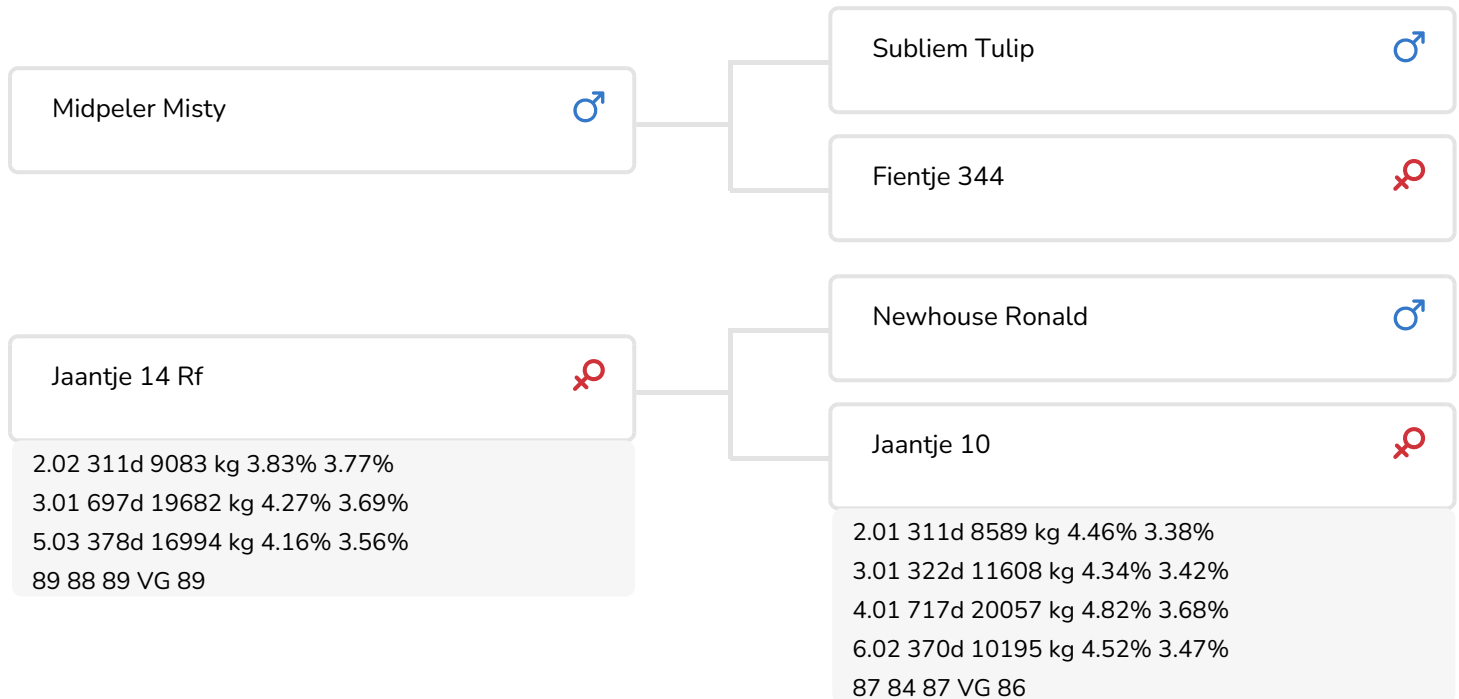 Midpeler Misty
Subliem Tulip
Fientje 344
Jaantje 14 Rf
2.02 311d 9083 kg 3.83% 3.77%
3.01 697d 19682 kg 4.27% 3.69%
5.03 378d 16994 kg 4.16% 3.56%
89 88 89 VG 89
Newhouse Ronald
Jaantje 10
2.01 311d 8589 kg 4.46% 3.38%
3.01 322d 11608 kg 4.34% 3.42%
4.01 717d 20057 kg 4.82% 3.68%
6.02 370d 10195 kg 4.52% 3.47%
87 84 87 VG 86